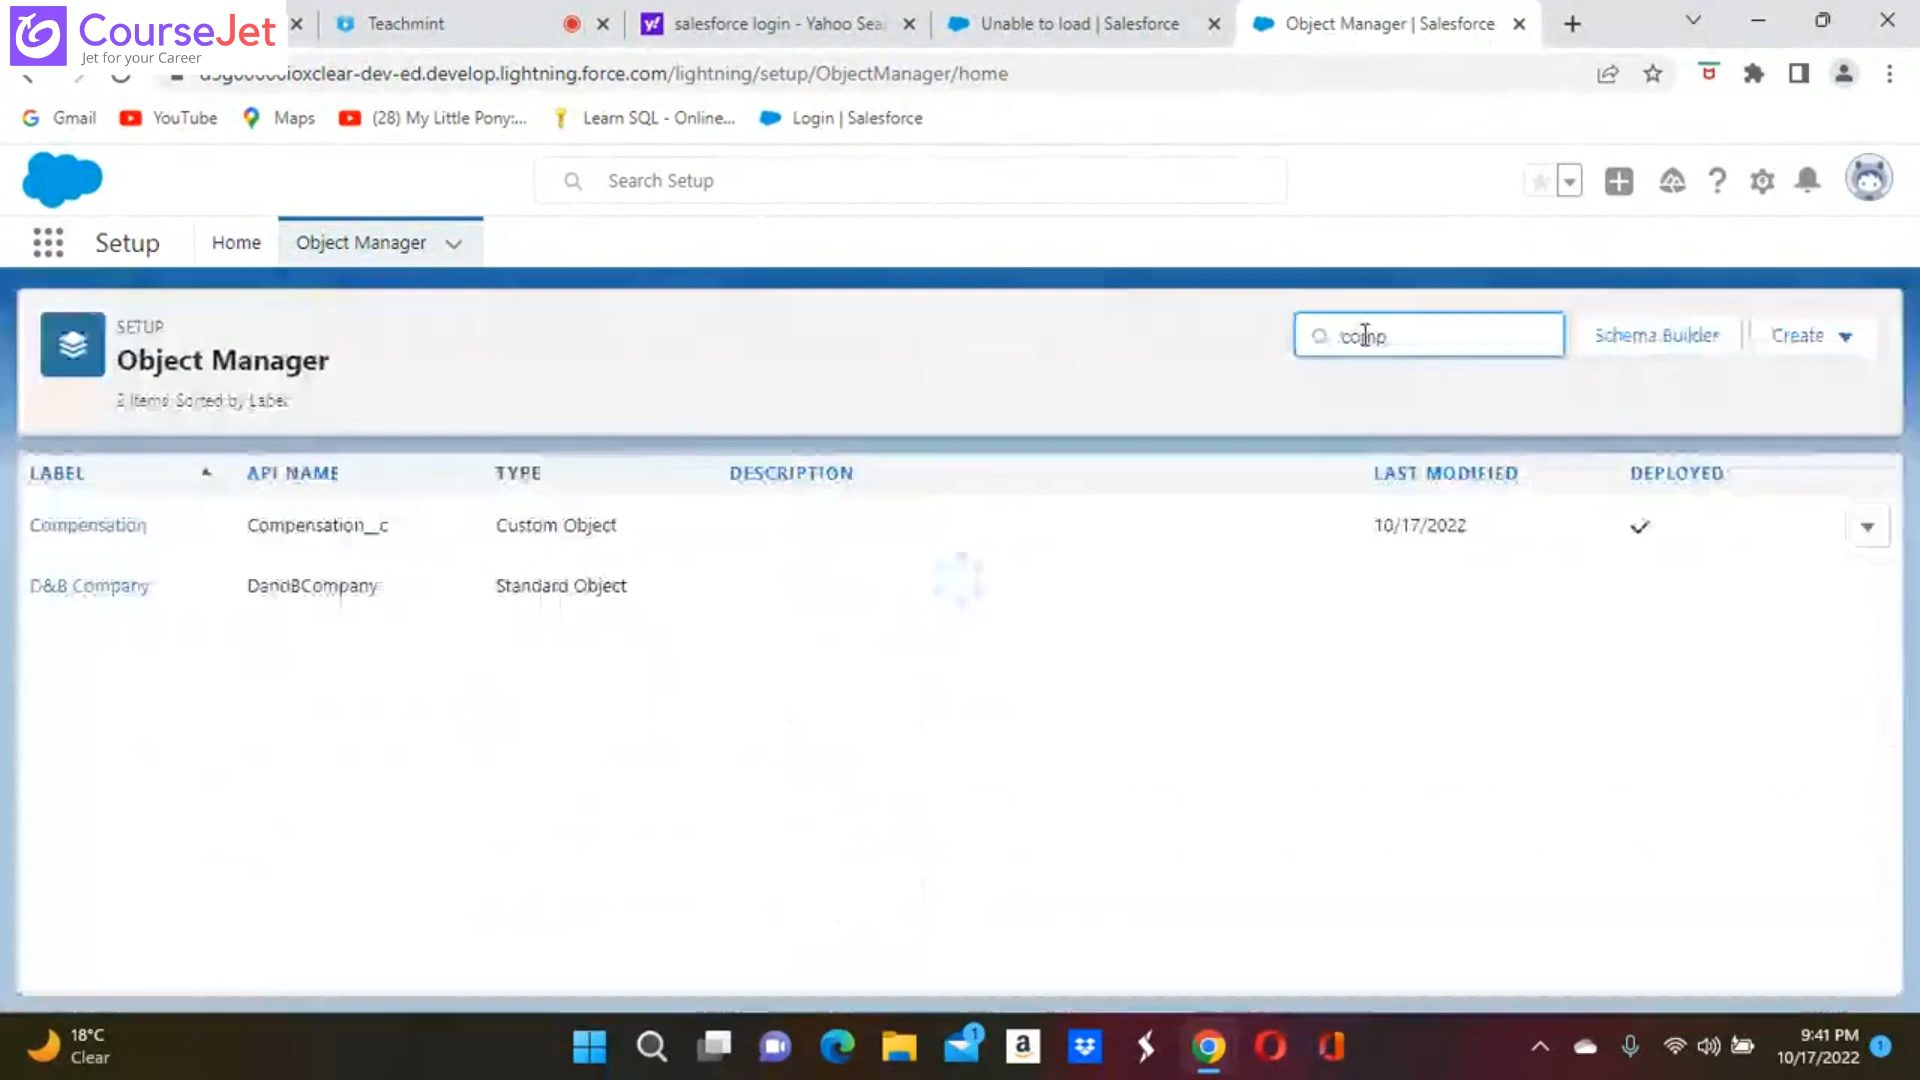 CourseJet
Jet for your Career
Teachmint
salesforce login - Yahoo Sea
Unable to load | Salesforce
Object Manager | Salesforce
ioxclear-dev-ed.develop.lightning.force.com/lightning/setup/ObjectManager/home
Gmail
YouTube
Maps
(28) My Little Pony:...
Learn SQL - Online...
Login | Salesforce
Search Setup
Setup
Home
Object Manager
SETUP
Object Manager
2 Items Sorted by Label
comp
Schema Builder
Create
LABEL
API NAME
TYPE
DESCRIPTION
LAST MODIFIED
DEPLOYED
Compensation
Compensation__c
Custom Object
10/17/2022
D&B Company
DandBCompany
Standard Object
18°C
Clear
1
9:41 PM
10/17/2022
1